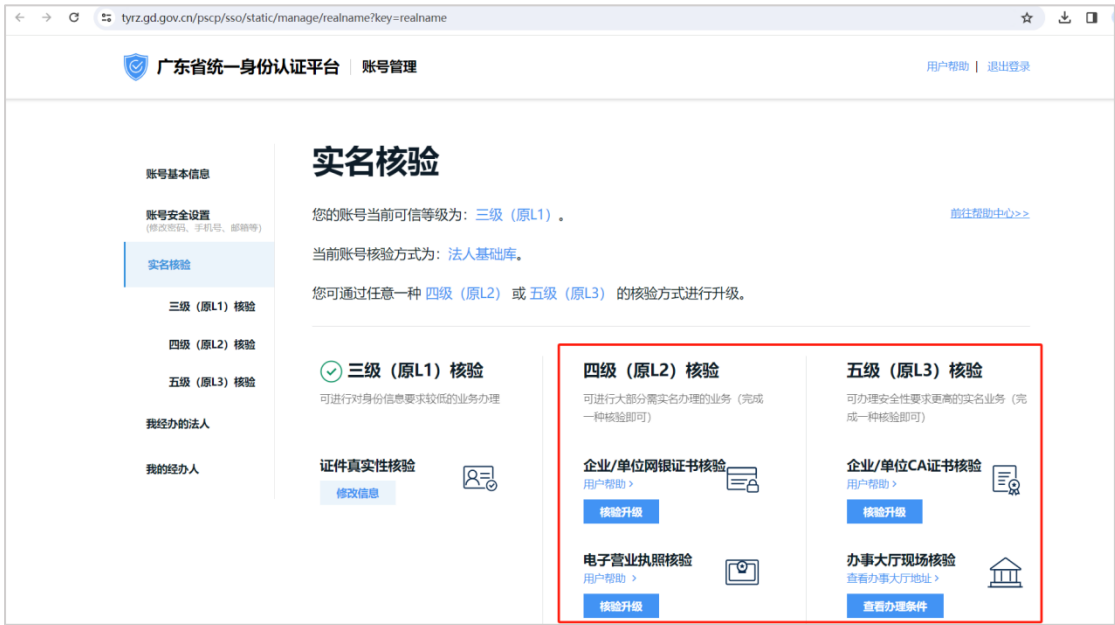 tyrz.gd.gov.cn/pscp/sso/static/manage/realname?key=realname
广东省统一身份认证平台
账号管理
用户帮助
退出登录
账号基本信息
账号安全设置
(修改密码、手机号、邮箱等)
实名核验
三级（原L1）核验
四级（原L2）核验
五级（原L3）核验
我经办的法人
我的经办人
实名核验
您的账号当前可信等级为：三级（原L1）。
前往帮助中心>>
当前账号核验方式为：法人基础库。
您可通过任意一种 四级（原L2） 或 五级（原L3） 的核验方式进行升级。
三级（原L1）核验
可进行对身份信息要求较低的业务办理
证件真实性核验
修改信息
四级（原L2）核验
可进行大部分需实名办理的业务（完成
一种核验即可）
企业/单位网银证书核验
用户帮助 >
核验升级
电子营业执照核验
用户帮助 >
核验升级
五级（原L3）核验
可办理安全性要求更高的实名业务（完
成一种核验即可）
企业/单位CA证书核验
用户帮助 >
核验升级
办事大厅现场核验
查看办事大厅地址 >
查看办理条件